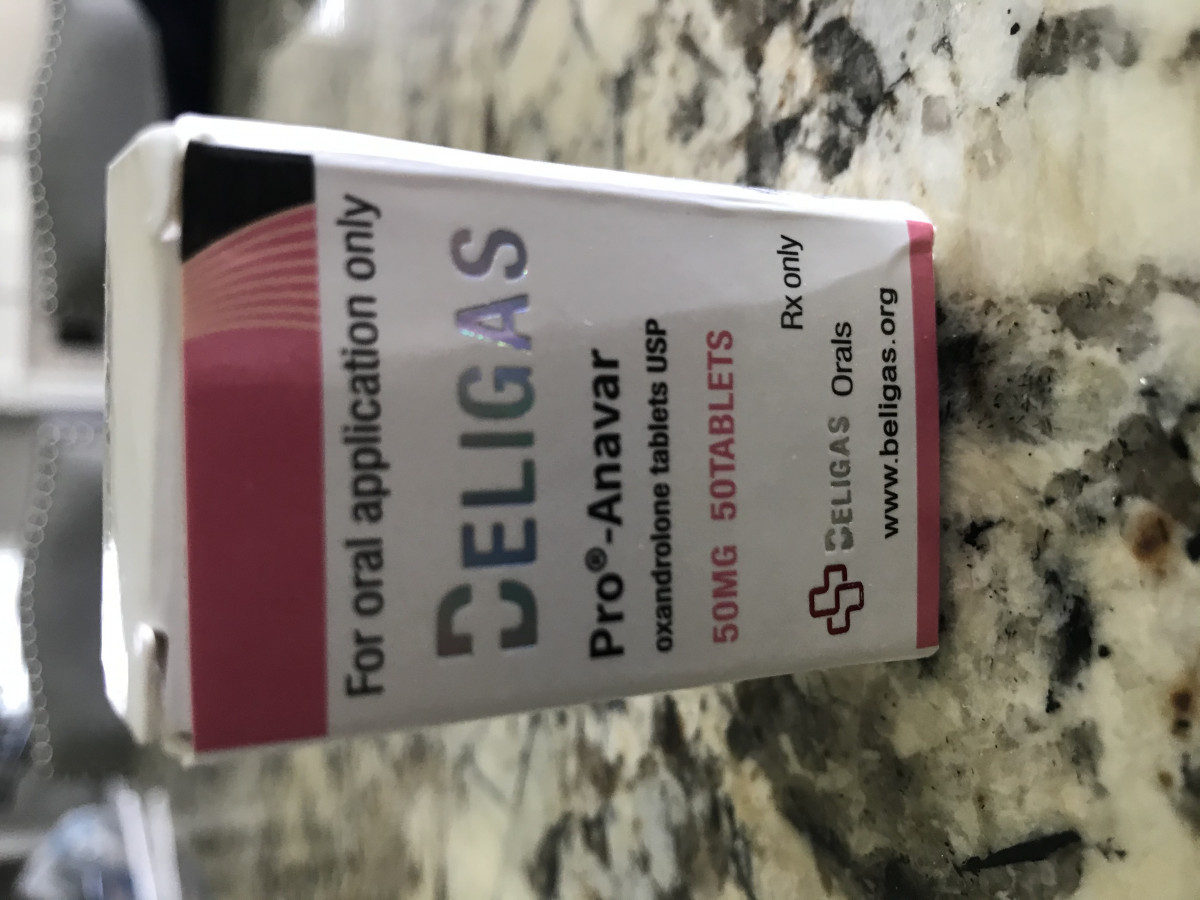 For oral application only
BELIGAS
Pro®-Anavar
oxandrolone tablets USP
50MG 50TABLETS
Rx only
BELIGAS Orals
www.beligas.org